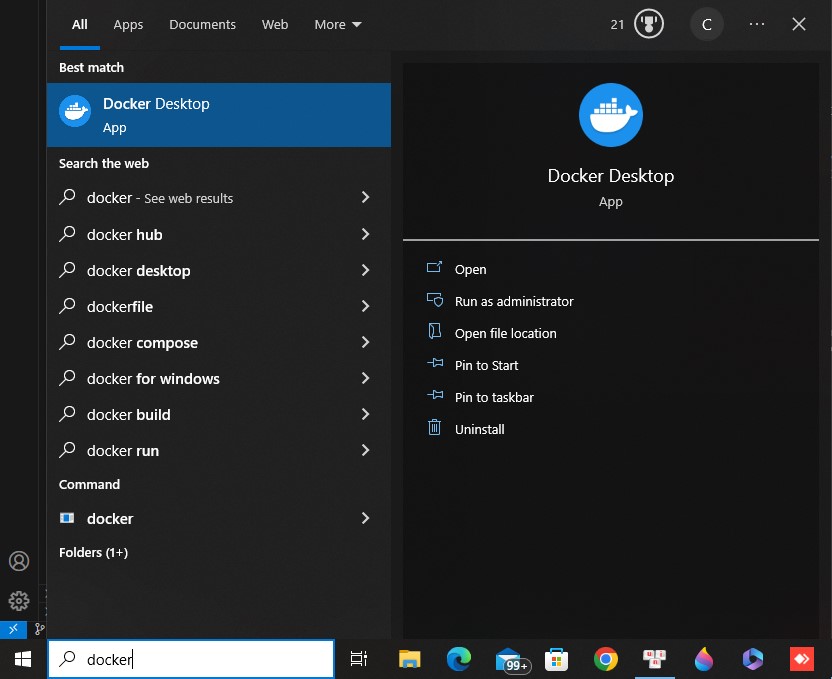 All Apps Documents Web More 21 C
Best match
Docker Desktop
App
Search the web
docker - See web results
docker hub
docker desktop
dockerfile
docker compose
docker for windows
docker build
docker run
Command
docker
Folders (1+)
Docker Desktop
App
Open
Run as administrator
Open file location
Pin to Start
Pin to taskbar
Uninstall
docker
99+